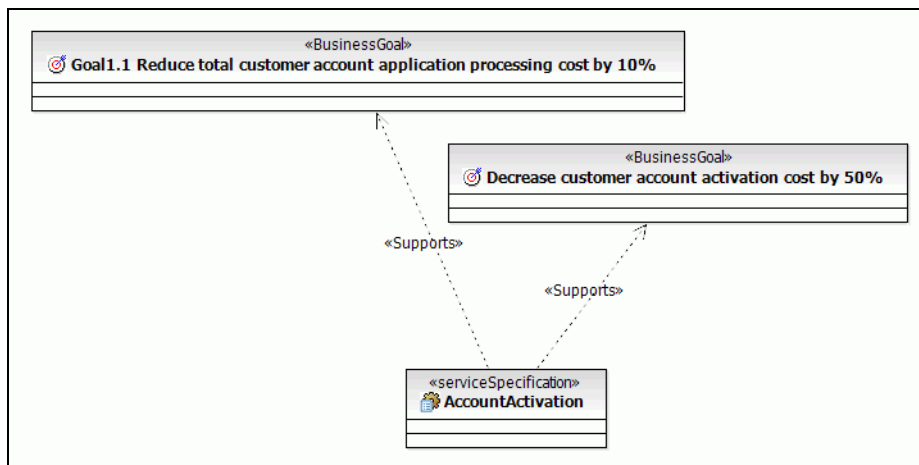 «BusinessGoal»
Goal1.1 Reduce total customer account application processing cost by 10%
«BusinessGoal»
Decrease customer account activation cost by 50%
«Supports»
«Supports»
«serviceSpecification»
AccountActivation